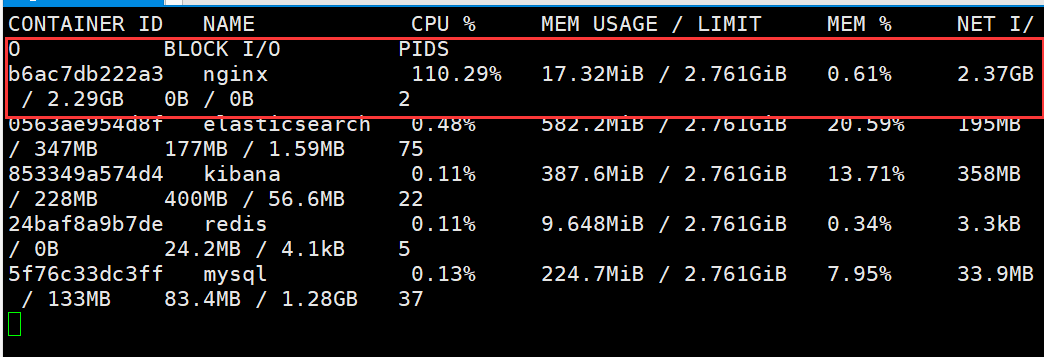 CONTAINER ID   NAME            CPU %     MEM USAGE / LIMIT     MEM %     NET I/
O           BLOCK I/O         PIDS
b6ac7db222a3   nginx           110.29%   17.32MiB / 2.761GiB   0.61%     2.37GB
 / 2.29GB   0B / 0B           2
0563ae954d8f   elasticsearch   0.48%     582.2MiB / 2.761GiB   20.59%    195MB
/ 347MB     177MB / 1.59MB    75
853349a574d4   kibana          0.11%     387.6MiB / 2.761GiB   13.71%    358MB
/ 228MB     400MB / 56.6MB    22
24baf8a9b7de   redis           0.11%     9.648MiB / 2.761GiB   0.34%     3.3kB
/ 0B        24.2MB / 4.1kB    5
5f76c33dc3ff   mysql           0.13%     224.7MiB / 2.761GiB   7.95%     33.9MB
 / 133MB    83.4MB / 1.28GB   37